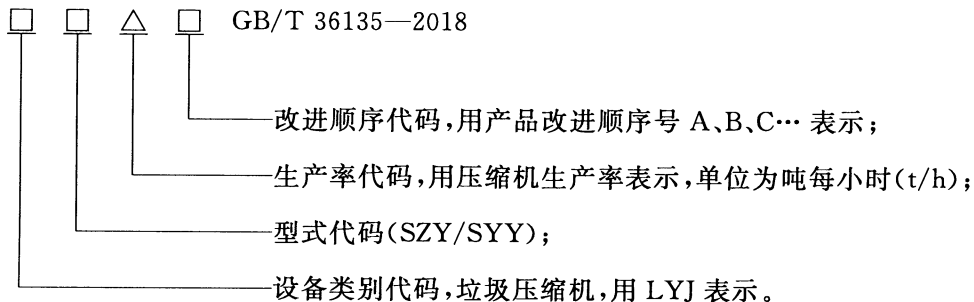 □ □ △ □ GB/T 36135—2018
改进顺序代码,用产品改进顺序号 A、B、C… 表示;
生产率代码,用压缩机生产率表示,单位为吨每小时(t/h);
型式代码(SZY/SYY);
设备类别代码,垃圾压缩机,用 LYJ 表示。